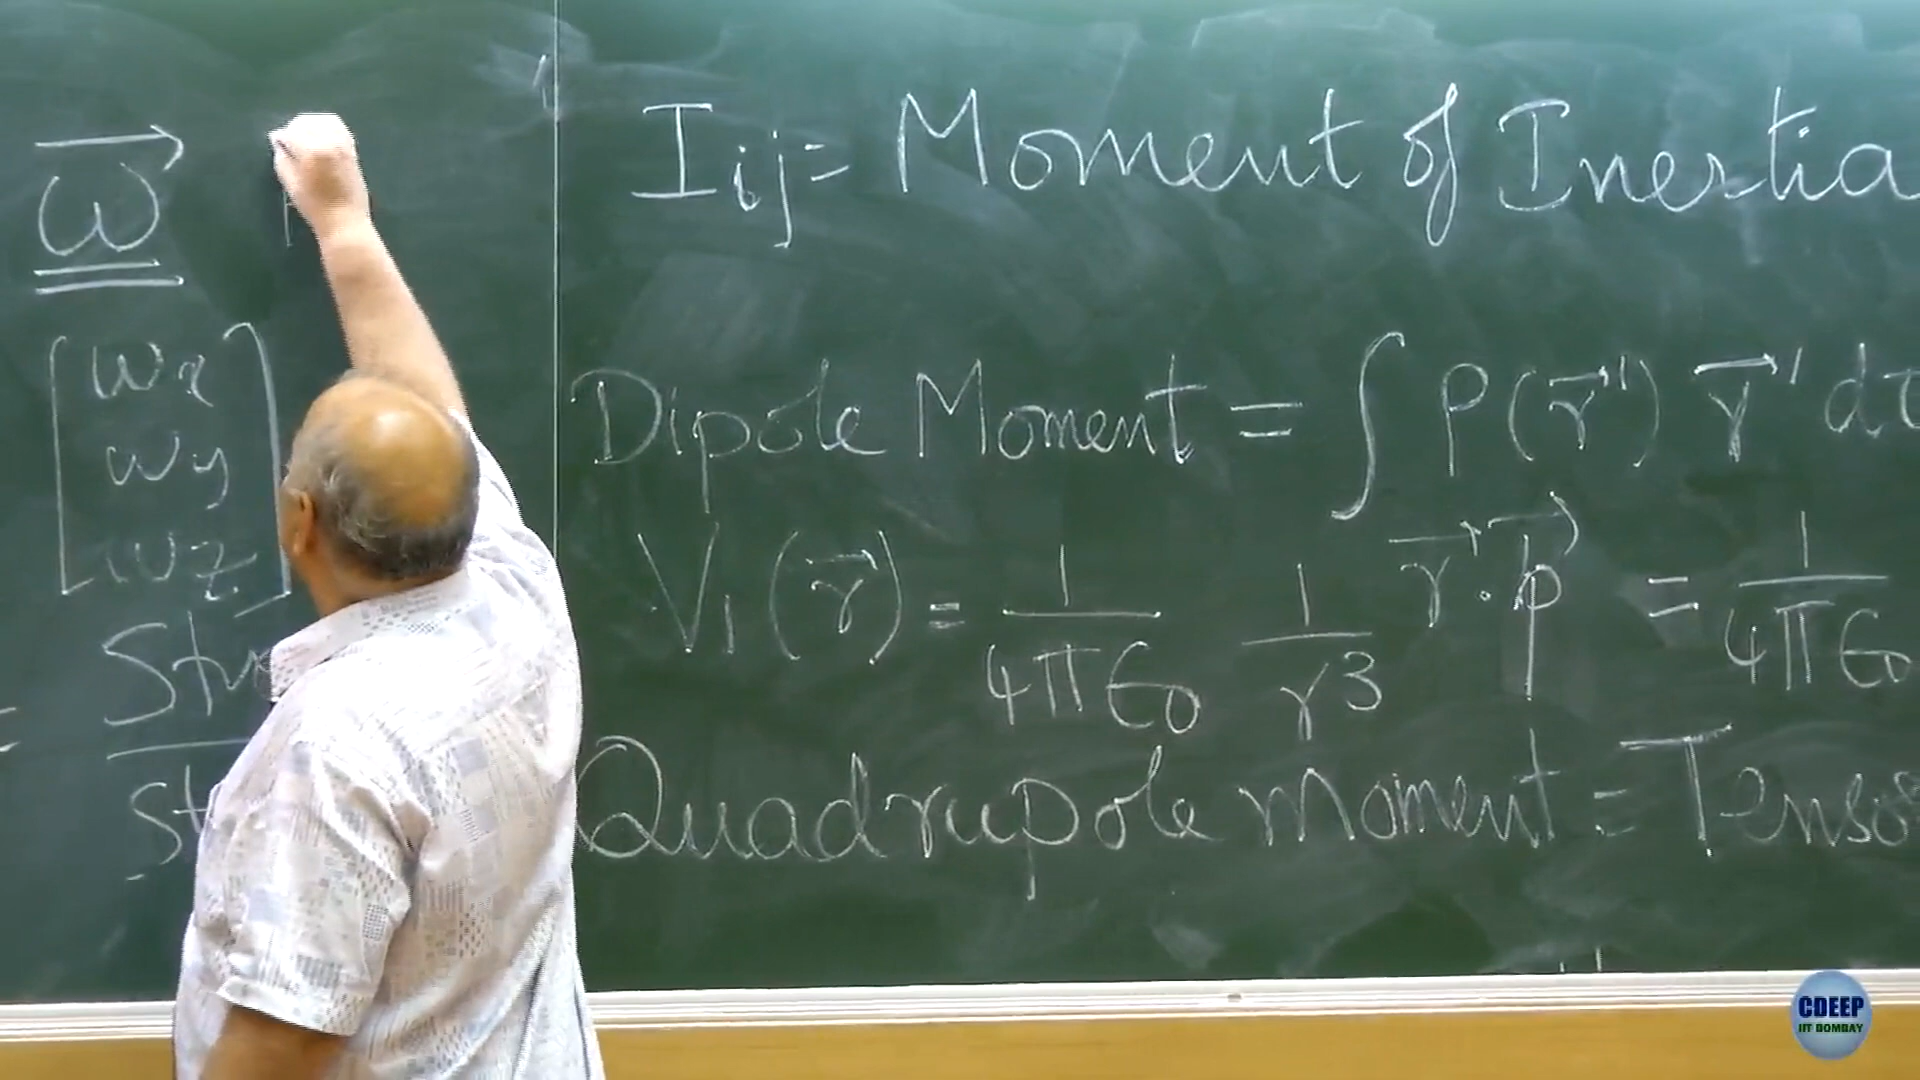 ω⃗
[ωx
ωy
ωz]
=
Iij = Moment of Inertia
Dipole Moment = ∫ ρ(r⃗') r⃗' dτ
V₁(r⃗) = 1/4πϵ₀ 1/r³ r⃗ · p⃗ = 1/4πϵ₀
Quadrupole moment = Tensor
CDEEP
IIT BOMBAY